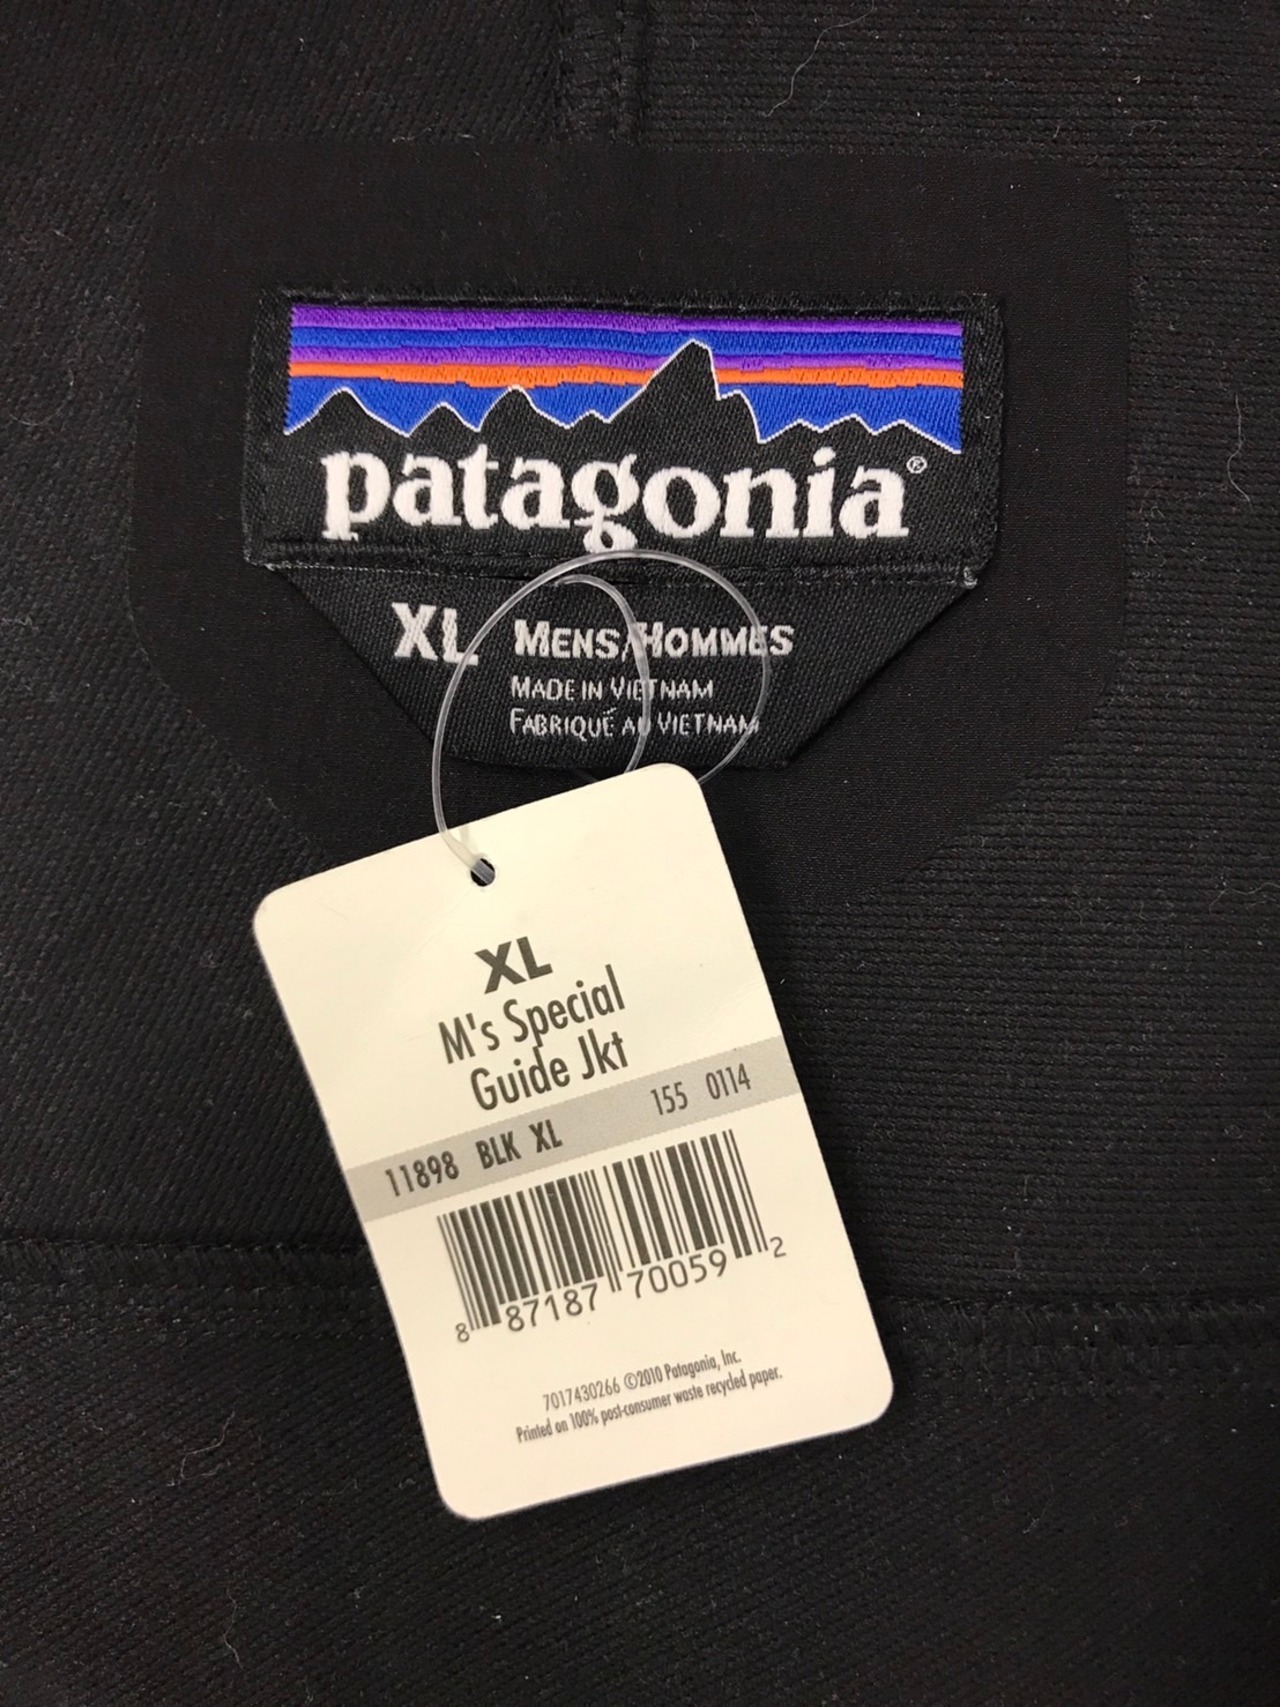 patagonia®
XL MENS/HOMMES
MADE IN VIETNAM
FABRIQUÉ AU VIETNAM
XL
M's Special
Guide Jkt
11898 BLK XL 155 0114
8 87187 70059 2
7017430266 ©2010 Patagonia, Inc.
Printed on 100% post-consumer waste recycled paper.